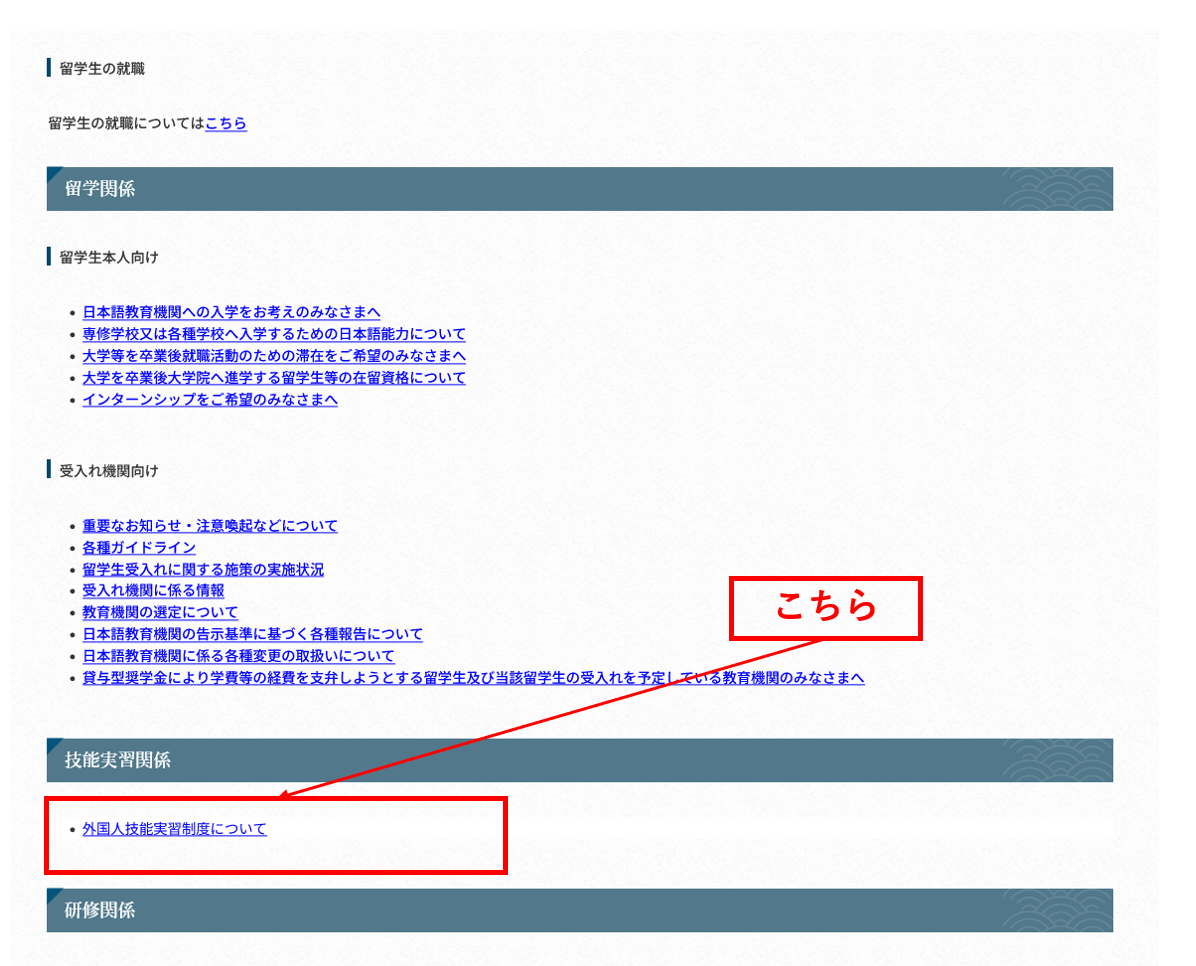 留学生の就職
留学生の就職についてはこちら
留学関係
留学生本人向け
・日本語教育機関への入学をお考えのみなさまへ
・専修学校又は各種学校へ入学するための日本語能力について
・大学等を卒業後就職活動のための滞在をご希望のみなさまへ
・大学を卒業後大学院へ進学する留学生等の在留資格について
・インターンシップをご希望のみなさまへ
受入れ機関向け
・重要なお知らせ・注意喚起などについて
・各種ガイドライン
・留学生受入れに関する施策の実施状況
・受入れ機関に係る情報
・教育機関の選定について
・日本語教育機関の告示基準に基づく各種報告について
・日本語教育機関に係る各種変更の取扱いについて
・貸与型奨学金により学費等の経費を支弁しようとする留学生及び当該留学生の受入れを予定している教育機関のみなさまへ
こちら
技能実習関係
・外国人技能実習制度について
研修関係